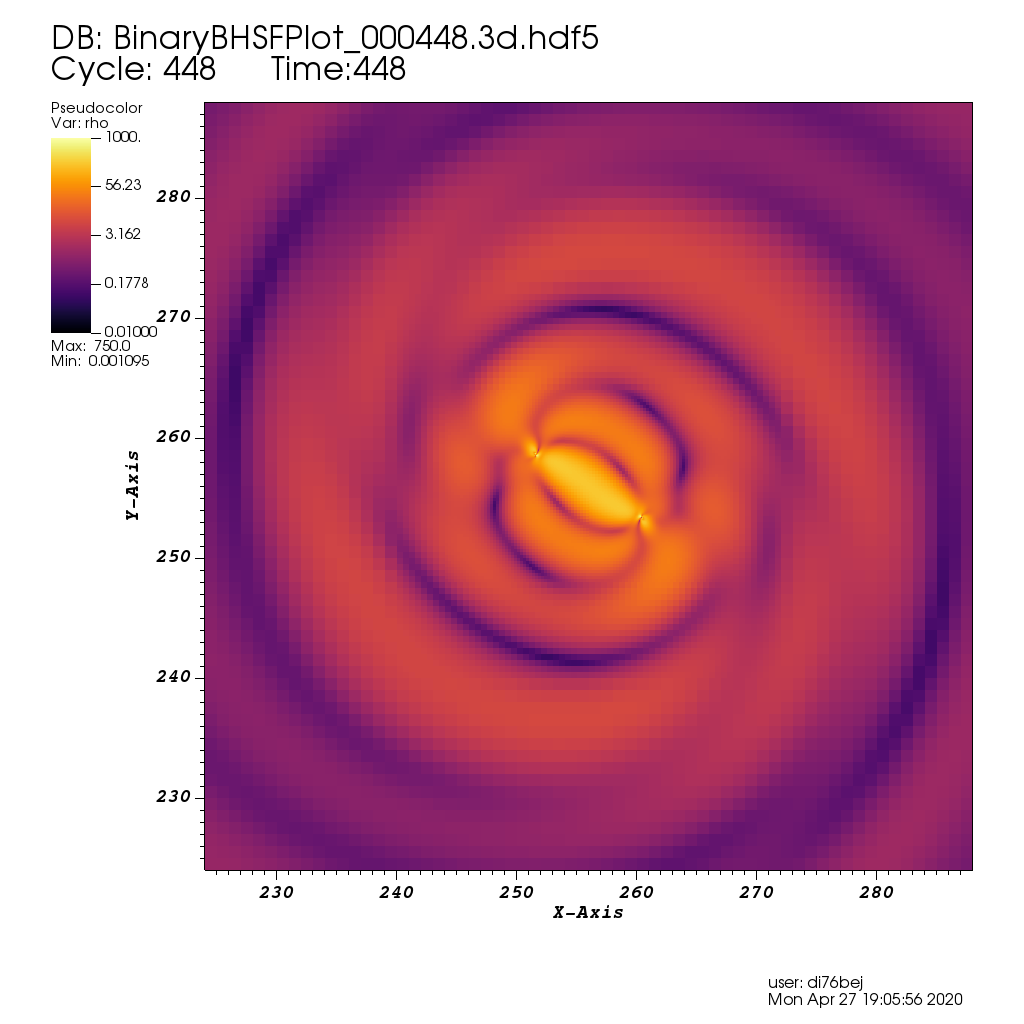 DB: BinaryBHSFPlot_000448.3d.hdf5
Cycle: 448 Time:448
Pseudocolor
Var: rho
1000.
56.23
3.162
0.1778
0.01000
Max: 750.0
Min: 0.001095
280
270
260
250
240
230
Y-Axis
230 240 250 260 270 280
X-Axis
user: di76bej
Mon Apr 27 19:05:56 2020